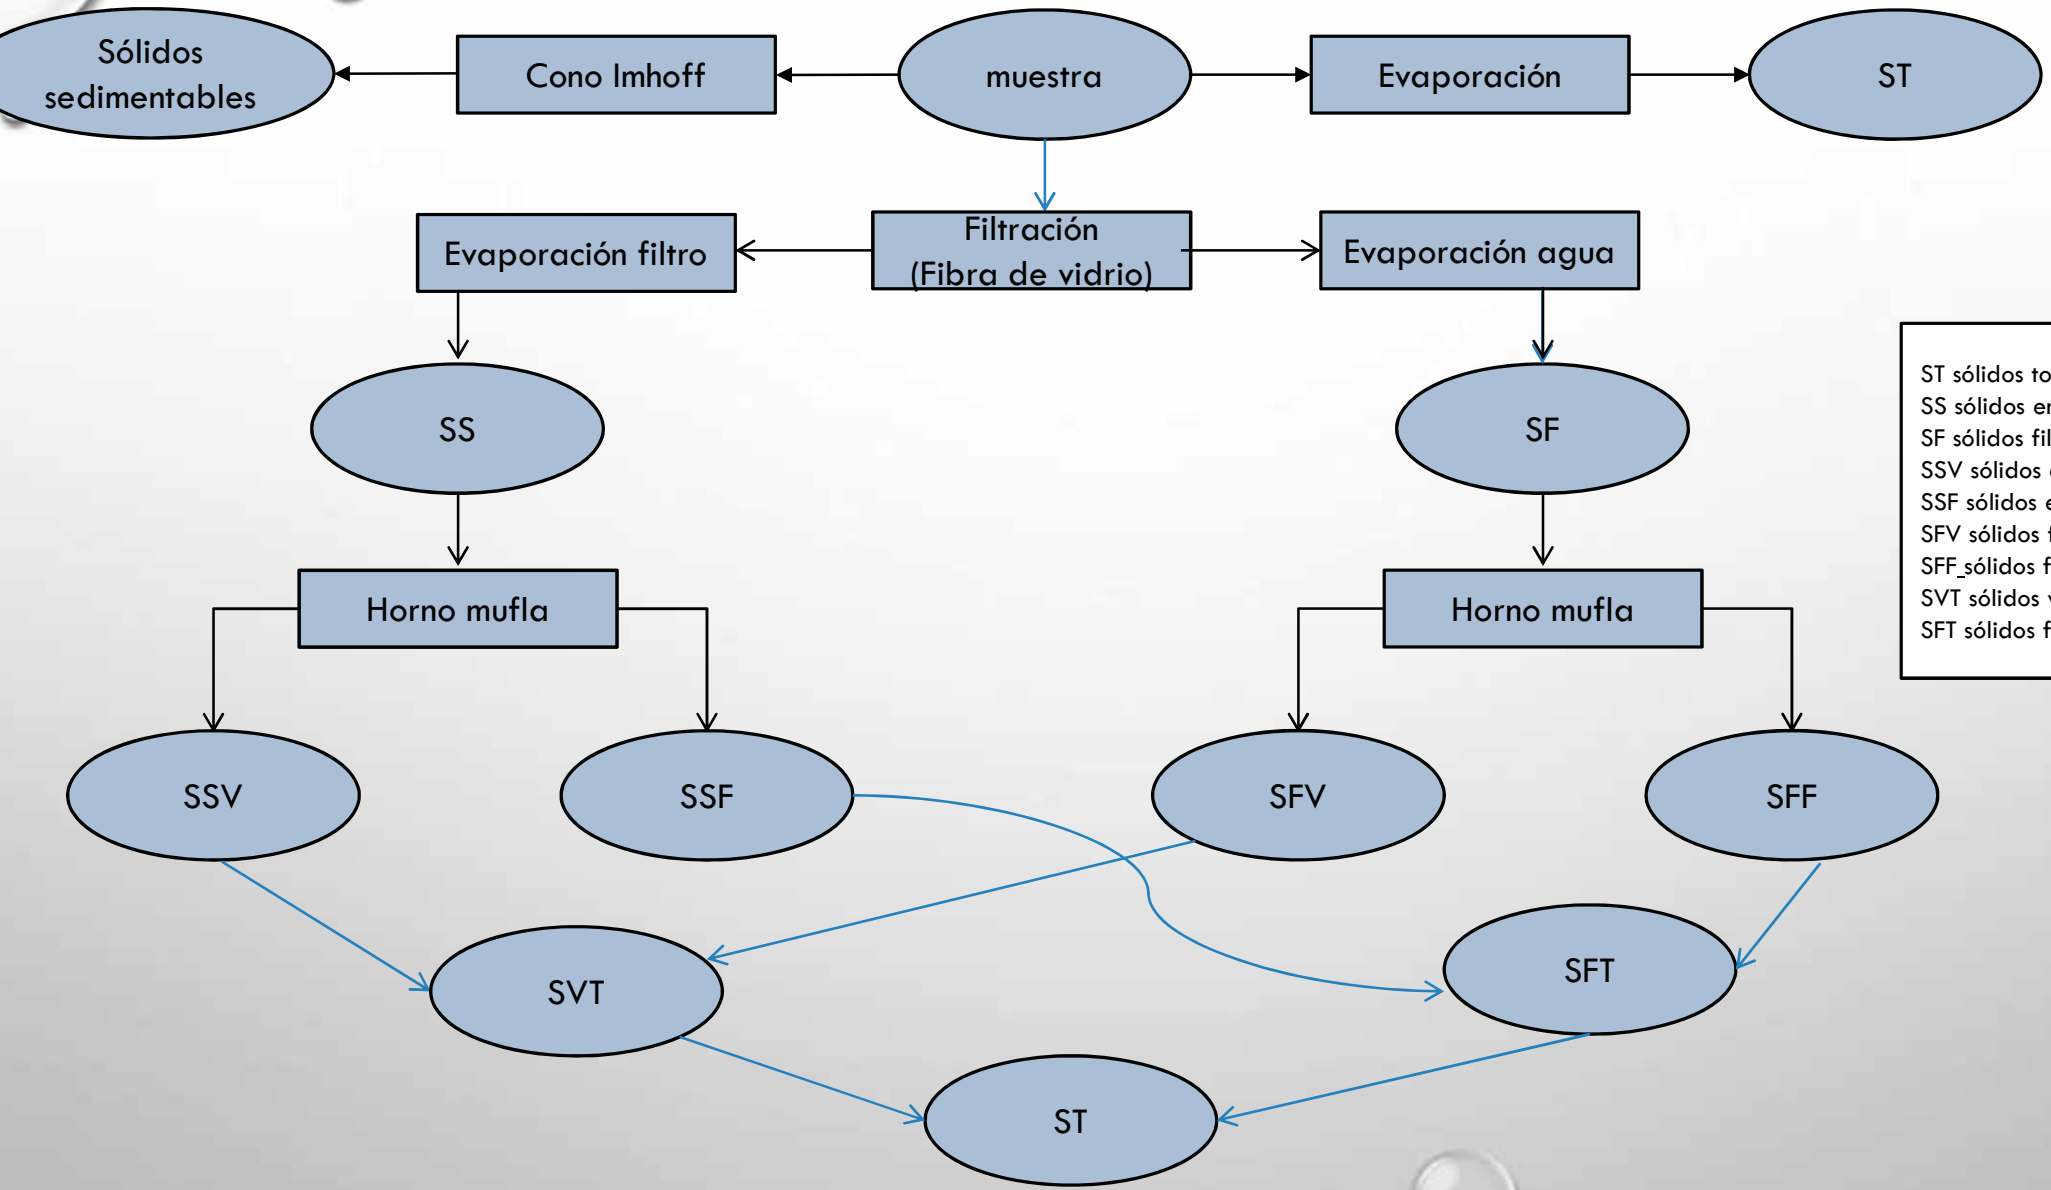 Sólidos
sedimentables
Cono Imhoff
muestra
Evaporación
ST
Evaporación filtro
Filtración
(Fibra de vidrio)
Evaporación agua
SS
SF
ST sólidos
SS sólidos
SF sólidos
SSV sólidos
SSF sólidos
SFV sólidos
SFF sólidos
SVT sólidos
SFT sólidos
Horno mufla
Horno mufla
SSV
SSF
SFV
SFF
SVT
SFT
ST